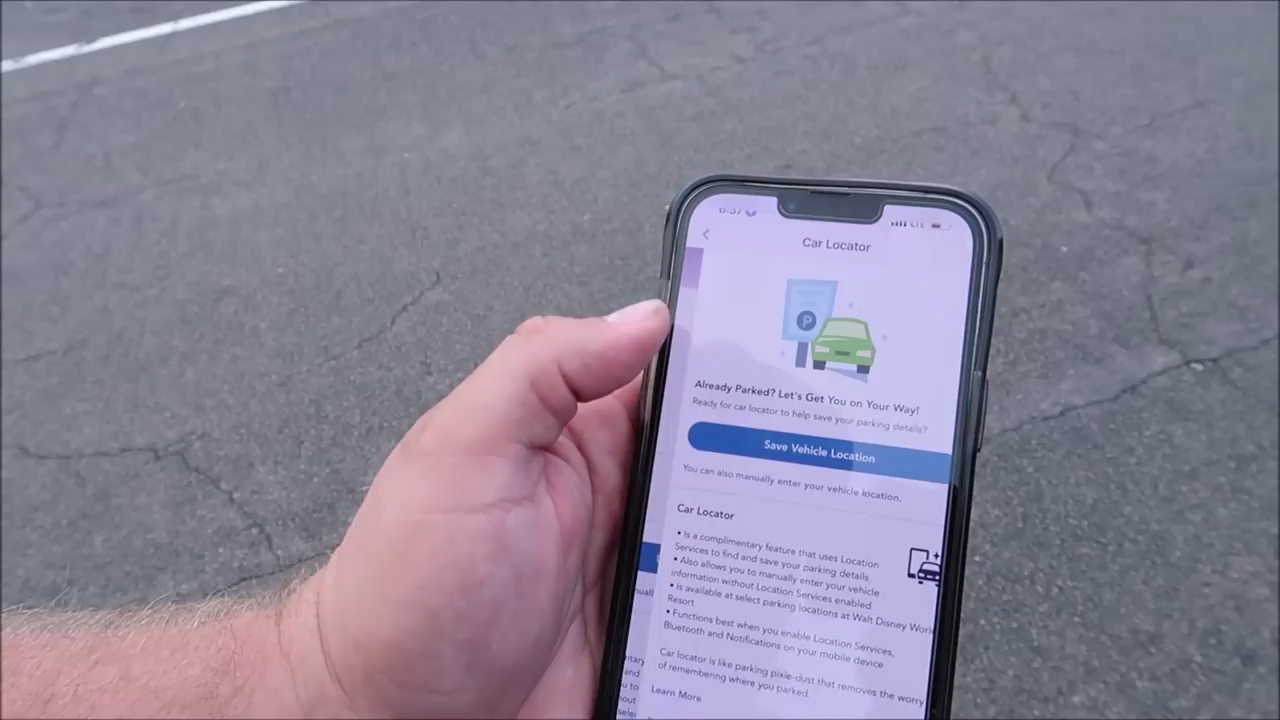 6:37
LTE
Car Locator
P
Already Parked? Let's Get You on Your Way!
Ready for car locator to help save your parking details?
Save Vehicle Location
You can also manually enter your vehicle location.
Car Locator
• Is a complimentary feature that uses Location
Services to find and save your parking details
• Also allows you to manually enter your vehicle
information without Location Services enabled
• Is available at select parking locations at Walt Disney World
Resort
• Functions best when you enable Location Services,
Bluetooth and Notifications on your mobile device
Car locator is like parking pixie-dust that removes the worry
of remembering where you parked.
Learn More